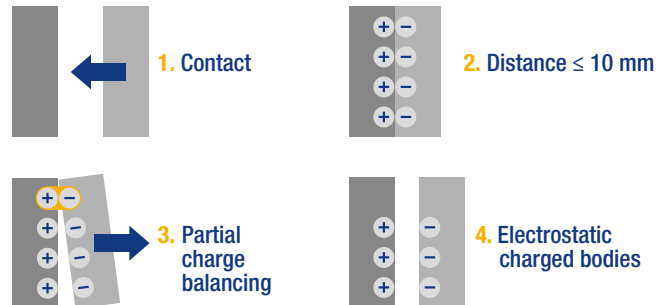 1. Contact
+ −
+ −
+ −
+ −
2. Distance ≤ 10 mm
+ −
+ −
+ −
+ −
3. Partial
charge
balancing
+ −
+ −
+ −
4. Electrostatic
charged bodies